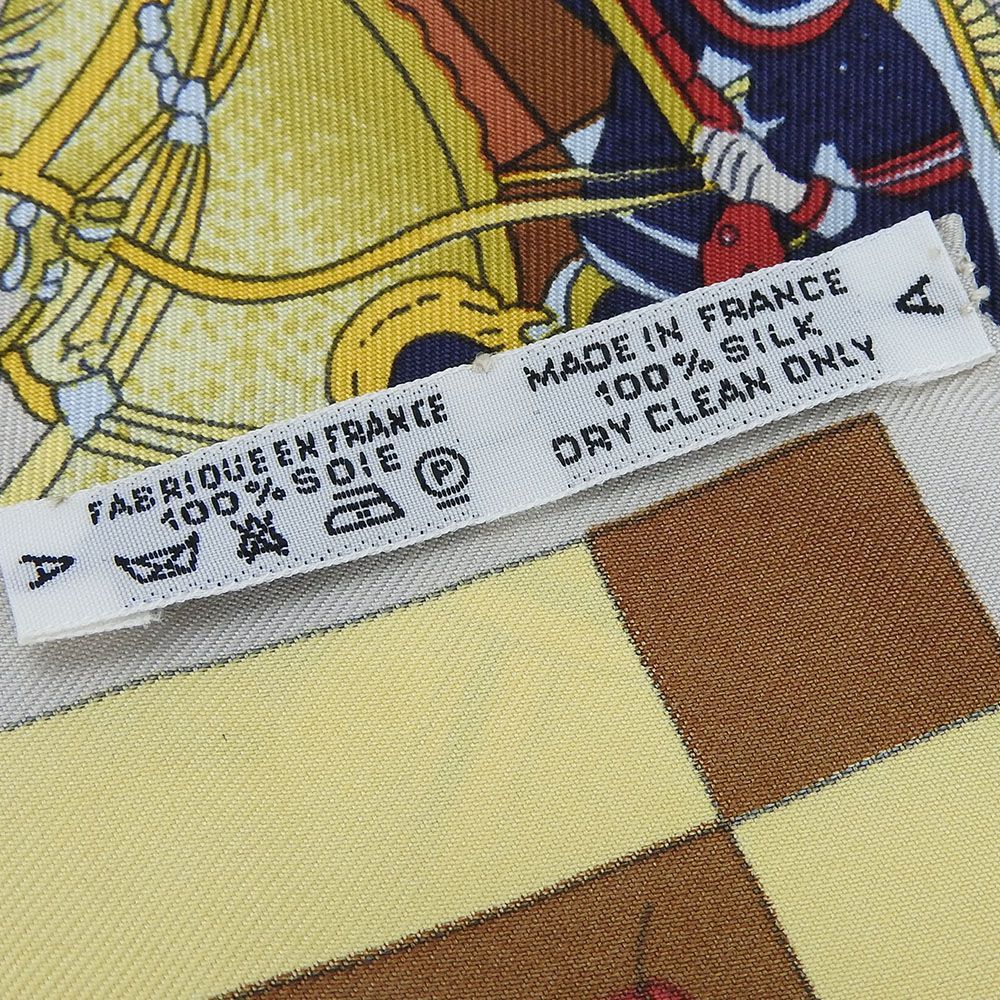 A
FABRIQUE EN FRANCE
100% SOIE
P
MADE IN FRANCE
100% SILK
DRY CLEAN ONLY
A